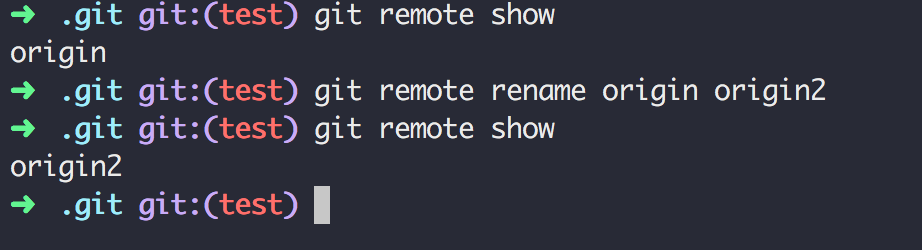 ➜ .git git:(test) git remote show
origin
➜ .git git:(test) git remote rename origin origin2
➜ .git git:(test) git remote show
origin2
➜ .git git:(test)